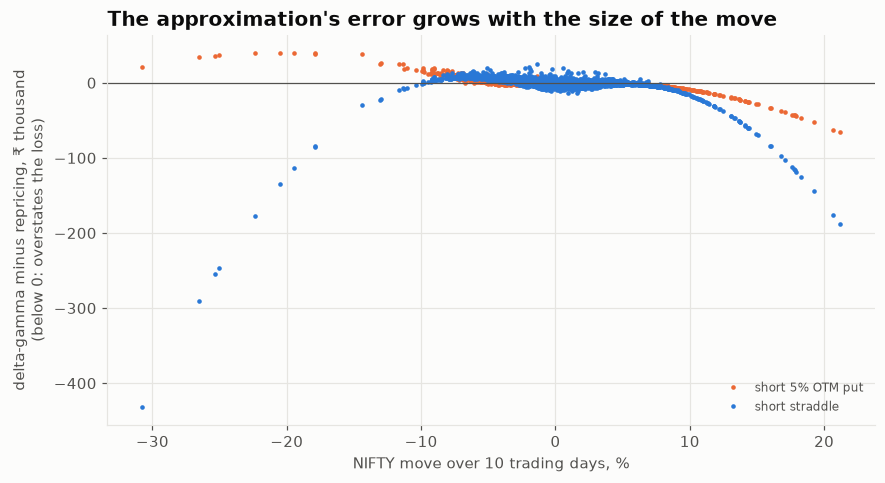 The approximation's error grows with the size of the move
delta-gamma minus repricing, ₹ thousand
(below 0: overstates the loss)
0
−100
−200
−300
−400
−30
−20
−10
0
10
20
NIFTY move over 10 trading days, %
short 5% OTM put
short straddle